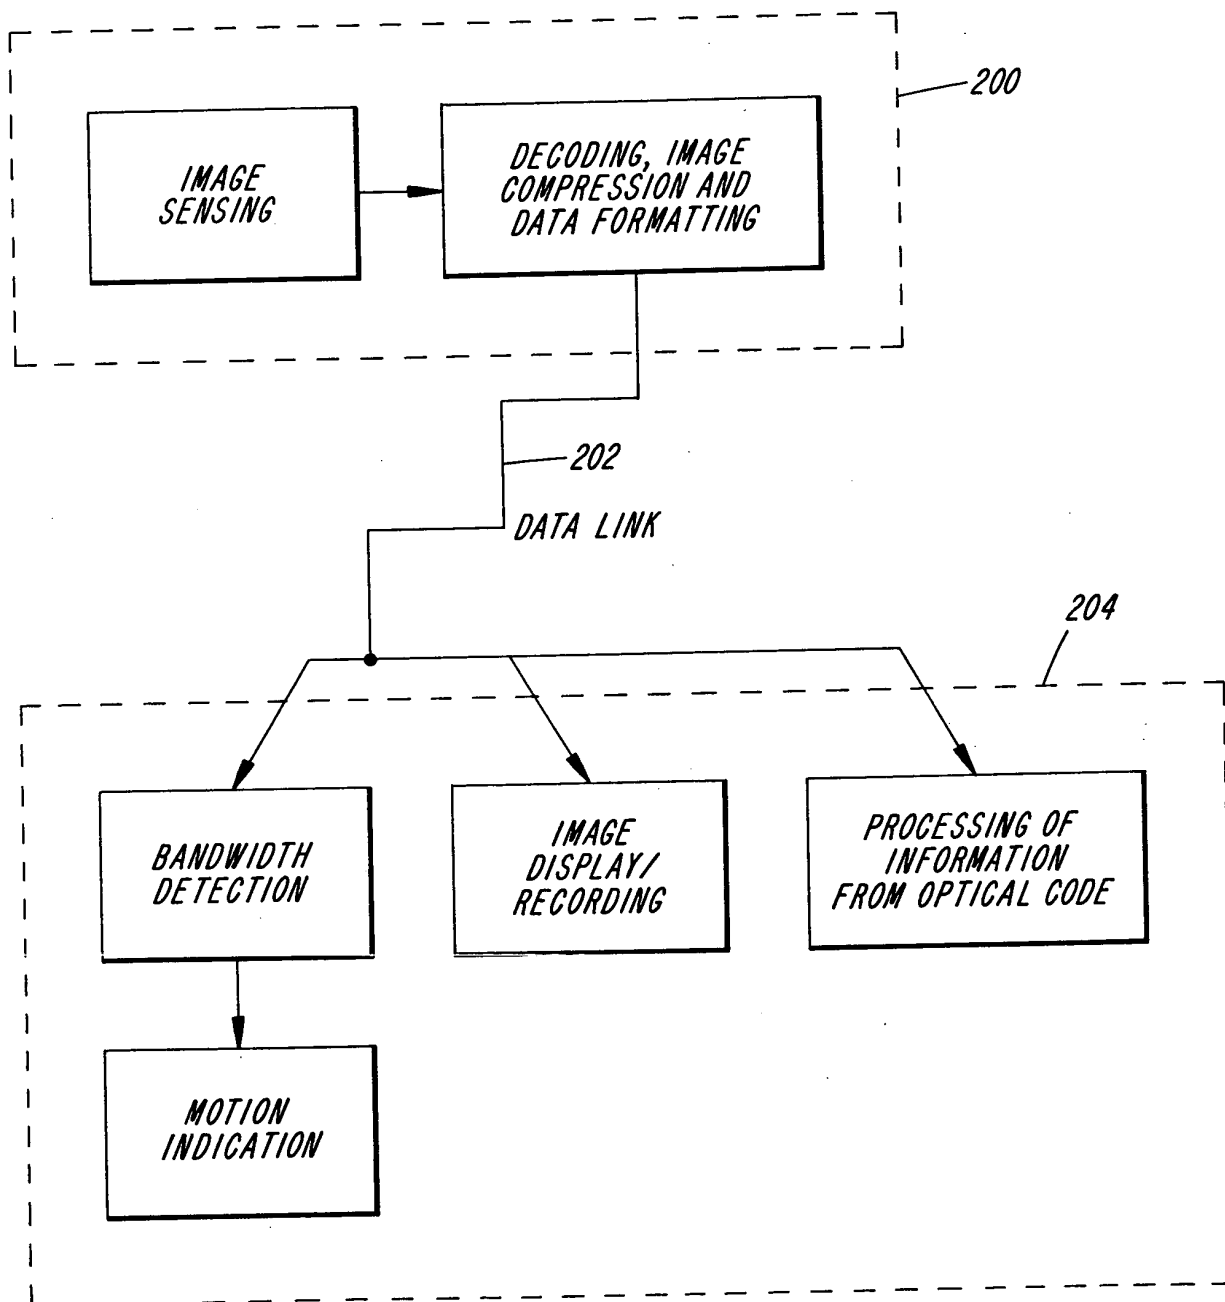 200
IMAGE
SENSING
DECODING, IMAGE
COMPRESSION AND
DATA FORMATTING
202
DATA LINK
204
BANDWIDTH
DETECTION
IMAGE
DISPLAY/
RECORDING
PROCESSING OF
INFORMATION
FROM OPTICAL CODE
MOTION
INDICATION